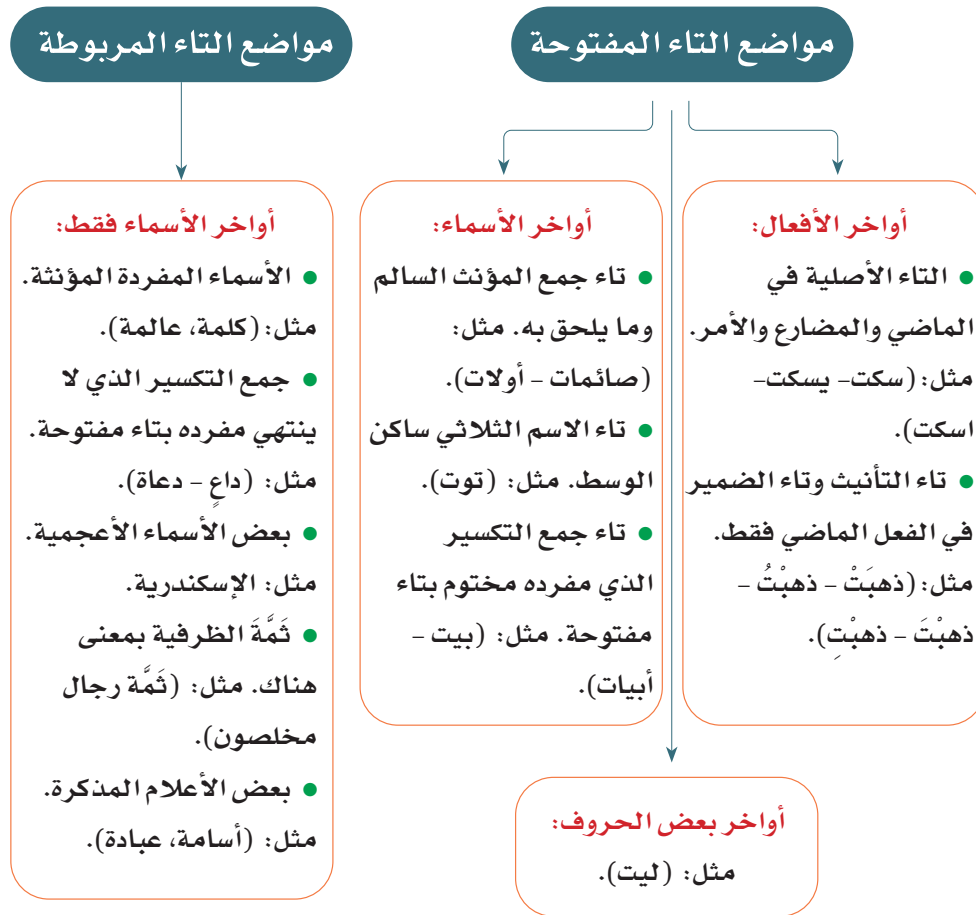 مواضع التاء المفتوحة
أواخر الأفعال:
● التاء الأصلية في
الماضي والمضارع والأمر.
مثل: (سكت- يسكت-
اسكت).
● تاء التأنيث وتاء الضمير
في الفعل الماضي فقط.
مثل: (ذهبَتْ - ذهبْتُ -
ذهبْتَ - ذهبْتِ).
أواخر الأسماء:
● تاء جمع المؤنث السالم
وما يلحق به. مثل:
(صائمات - أولات).
● تاء الاسم الثلاثي ساكن
الوسط. مثل: (توت).
● تاء جمع التكسير
الذي مفرده مختوم بتاء
مفتوحة. مثل: (بيت -
أبيات).
أواخر بعض الحروف:
مثل: (ليت).
مواضع التاء المربوطة
أواخر الأسماء فقط:
● الأسماء المفردة المؤنثة.
مثل: (كلمة، عالمة).
● جمع التكسير الذي لا
ينتهي مفرده بتاء مفتوحة.
مثل: (داعٍ - دعاة).
● بعض الأسماء الأعجمية.
مثل: الإسكندرية.
● ثَمَّةَ الظرفية بمعنى
هناك. مثل: (ثَمَّة رجال
مخلصون).
● بعض الأعلام المذكرة.
مثل: (أسامة، عبادة).